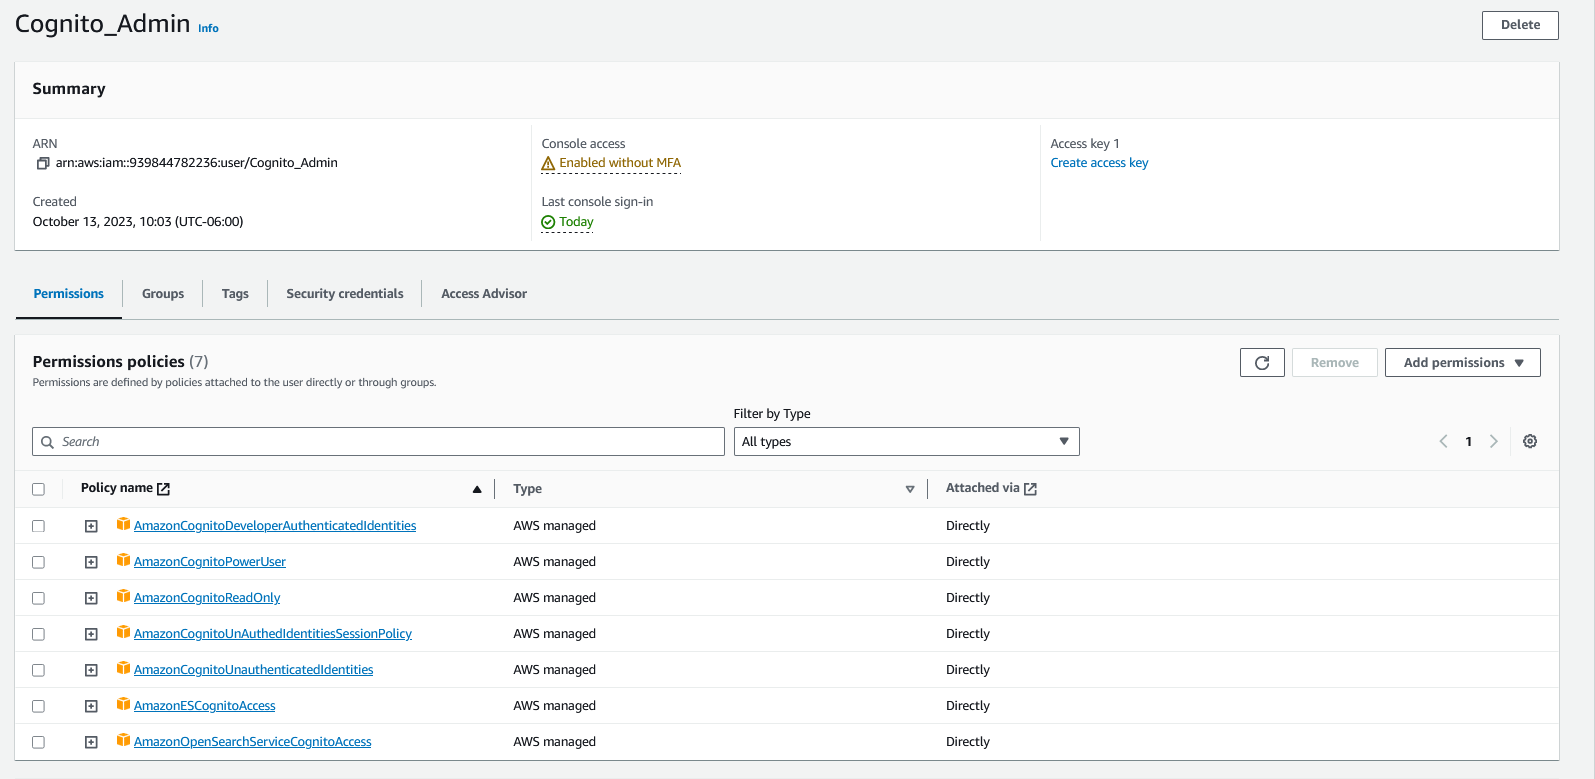 Cognito_Admin Info
Delete
Summary
ARN
arn:aws:iam::939844782236:user/Cognito_Admin
Created
October 13, 2023, 10:03 (UTC-06:00)
Console access
Enabled without MFA
Last console sign-in
Today
Access key 1
Create access key
Permissions Groups Tags Security credentials Access Advisor
Permissions policies (7)
Permissions are defined by policies attached to the user directly or through groups.
Remove
Add permissions
Filter by Type
Search
All types
1
Policy name Type Attached via
AmazonCognitoDeveloperAuthenticatedIdentities AWS managed Directly
AmazonCognitoPowerUser AWS managed Directly
AmazonCognitoReadOnly AWS managed Directly
AmazonCognitoUnAuthedIdentitiesSessionPolicy AWS managed Directly
AmazonCognitoUnauthenticatedIdentities AWS managed Directly
AmazonESCognitoAccess AWS managed Directly
AmazonOpenSearchServiceCognitoAccess AWS managed Directly